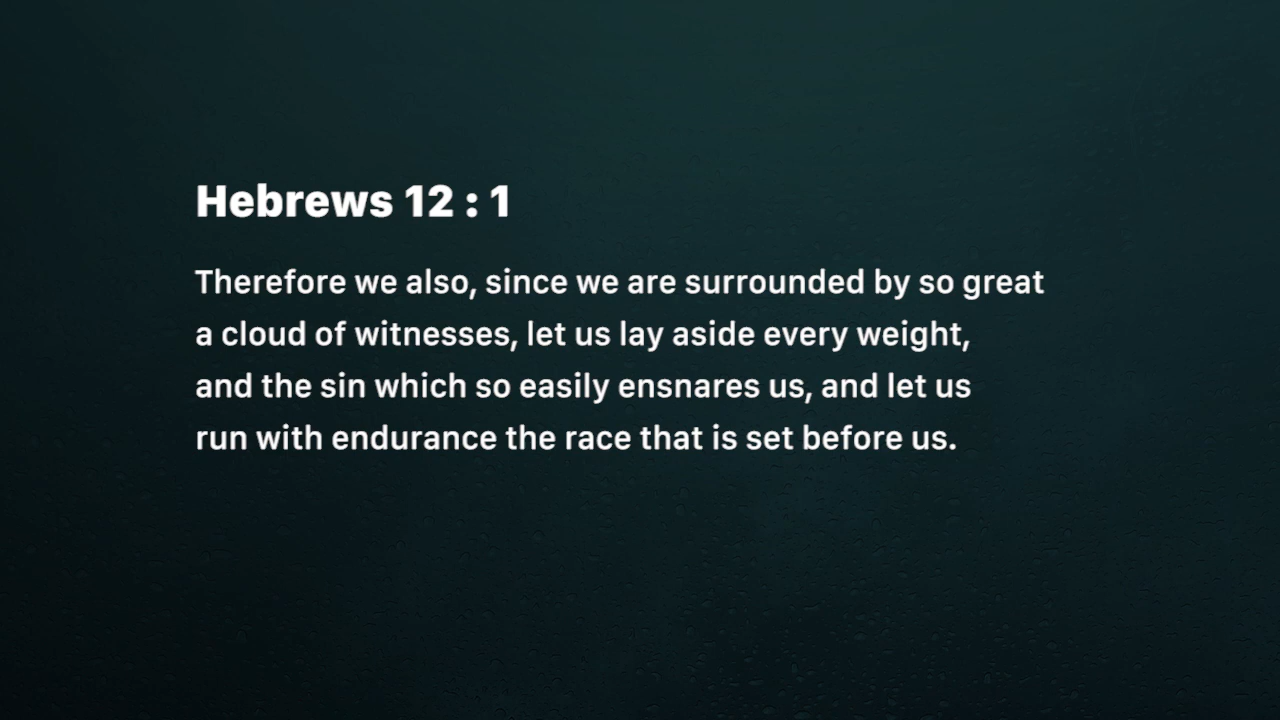 Hebrews 12 : 1
Therefore we also, since we are surrounded by so great
a cloud of witnesses, let us lay aside every weight,
and the sin which so easily ensnares us, and let us
run with endurance the race that is set before us.